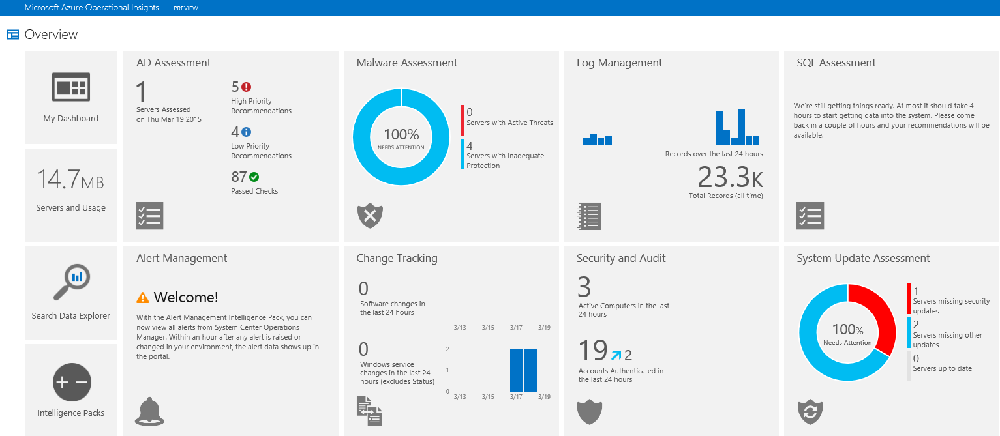 Microsoft Azure Operational Insights PREVIEW
Overview
My Dashboard
14.7MB
Servers and Usage
Search Data Explorer
Intelligence Packs
AD Assessment
1
Servers Assessed
on Thu Mar 19 2015
5
High Priority
Recommendations
4
Low Priority
Recommendations
87
Passed Checks
Malware Assessment
100%
NEEDS ATTENTION
0
Servers with Active Threats
4
Servers with Inadequate
Protection
Log Management
Records over the last 24 hours
23.3K
Total Records (all time)
SQL Assessment
We're still getting things ready. At most it should take 4
hours to start getting data into the system. Please come
back in a couple of hours and your recommendations will be
available.
Alert Management
Welcome!
With the Alert Management Intelligence Pack, you can
now view all alerts from System Center Operations
Manager. Within an hour after any alert is raised or
changed in your environment, the alert data shows up in
the portal.
Change Tracking
0
Software changes in
the last 24 hours
3/13 3/15 3/17 3/19
0
Windows service
changes in the last 24
hours (excludes Status)
2
1
0
3/13 3/15 3/17 3/19
Security and Audit
3
Active Computers in the last
24 hours
19 2
Accounts Authenticated in
the last 24 hours
System Update Assessment
100%
Needs Attention
1
Servers missing security
updates
2
Servers missing other
updates
0
Servers up to date